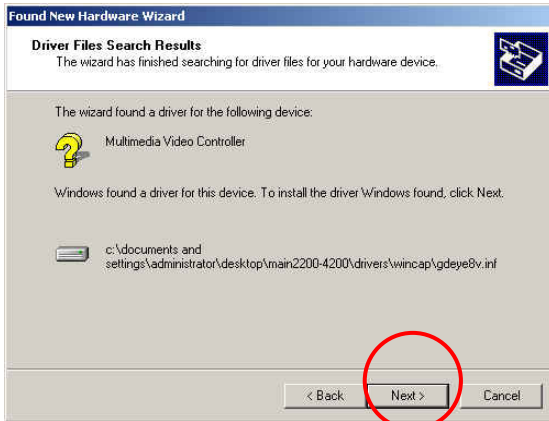 Found New Hardware Wizard
Driver Files Search Results
The wizard has finished searching for driver files for your hardware device.
The wizard found a driver for the following device:
Multimedia Video Controller
Windows found a driver for this device. To install the driver Windows found, click Next.
c:\documents and
settings\administrator\desktop\main2200-4200\drivers\wincap\gdeye8v.inf
< Back
Next >
Cancel